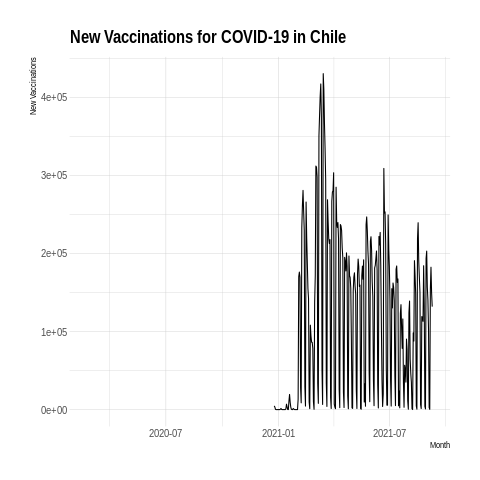 New Vaccinations for COVID-19 in Chile
New Vaccinations
4e+05
3e+05
2e+05
1e+05
0e+00
2020-07
2021-01
2021-07
Month